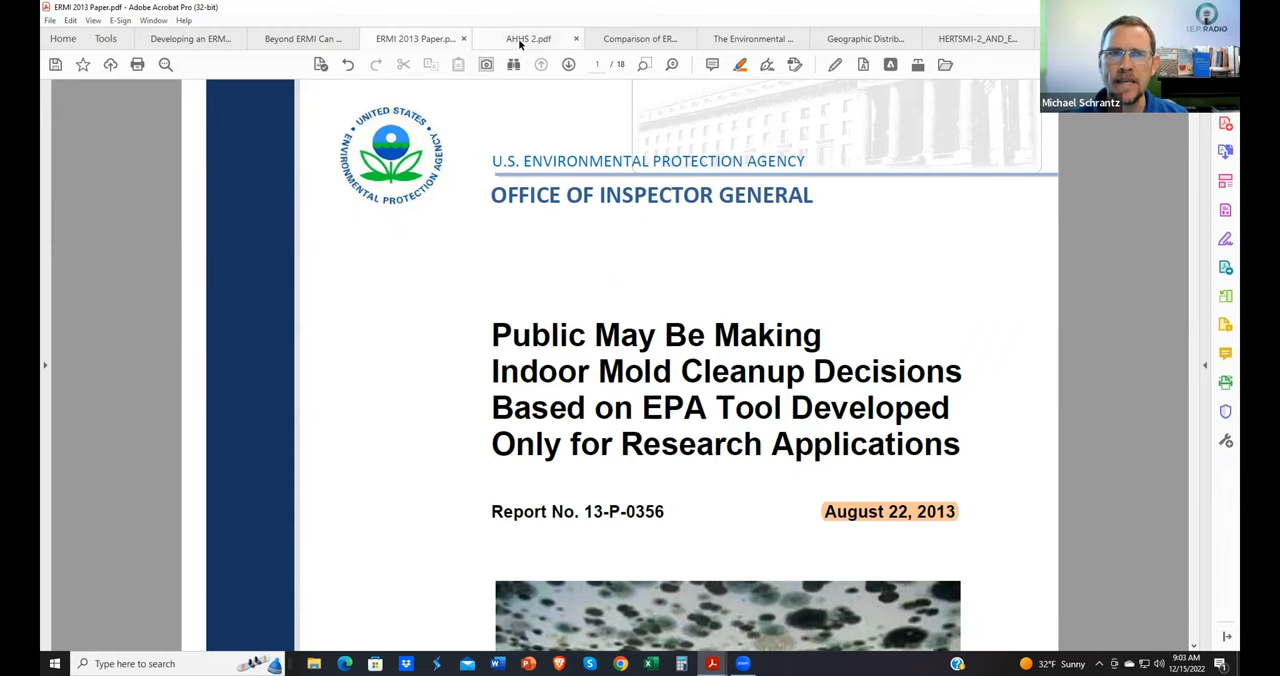 ERMI 2013 Paper.pdf - Adobe Acrobat Pro (32-bit)
File Edit View E-Sign Window Help
Home Tools Developing an ERM... Beyond ERMI Can ... ERMI 2013 Paper.p... × AHHS 2.pdf × Comparison of ER... The Environmental ... Geographic Distrib... HERTSMI-2_AND_E...
1 / 18
I.E.P. RADIO
Michael Schrantz
UNITED STATES
ENVIRONMENTAL PROTECTION AGENCY
U.S. ENVIRONMENTAL PROTECTION AGENCY
OFFICE OF INSPECTOR GENERAL
Public May Be Making
Indoor Mold Cleanup Decisions
Based on EPA Tool Developed
Only for Research Applications
Report No. 13-P-0356 August 22, 2013
Type here to search
32°F Sunny
9:03 AM
12/15/2022